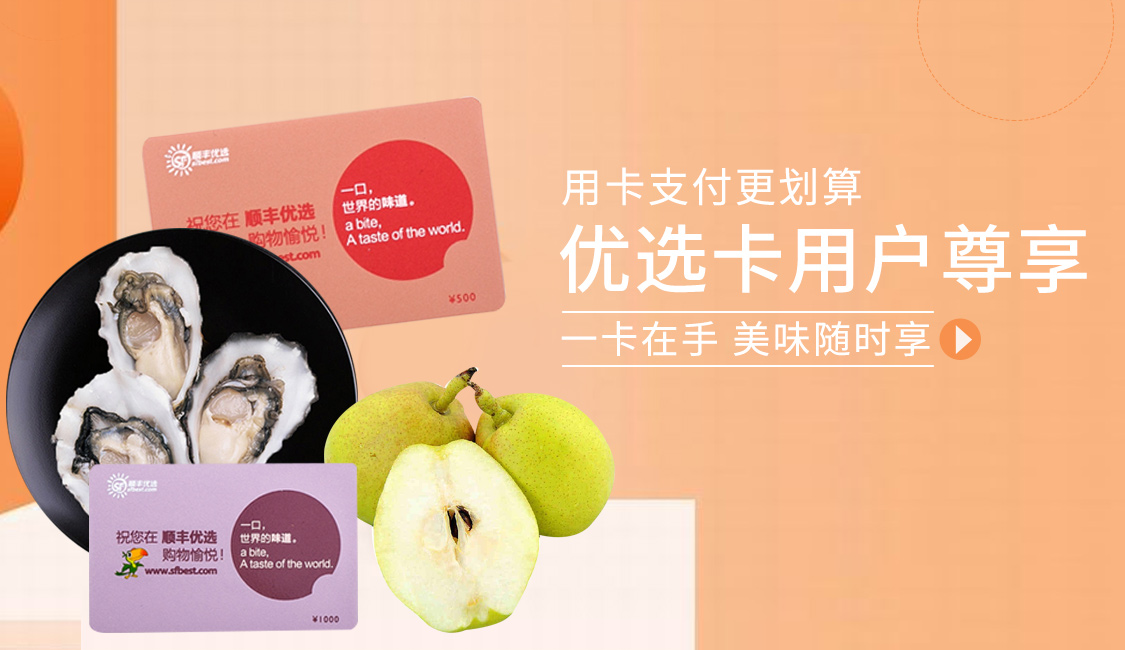 用卡支付更划算
优选卡用户尊享
一卡在手 美味随时享
SF 顺丰优选
sfbest.com
祝您在 顺丰优选
购物愉悦!
best.com
一口,
世界的味道。
a bite,
A taste of the world.
¥500
SF 顺丰优选
sfbest.com
祝您在 顺丰优选
购物愉悦!
www.sfbest.com
一口,
世界的味道。
a bite,
A taste of the world.
¥1000